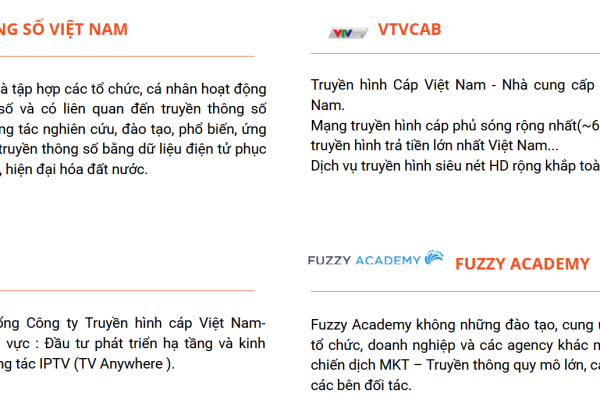 NG SỐ VIỆT NAM
à tập hợp các tổ chức, cá nhân hoạt động
số và có liên quan đến truyền thông số
ng tác nghiên cứu, đào tạo, phổ biến, ứng
truyền thông số bằng dữ liệu điện tử phục
, hiện đại hóa đất nước.
VTVcab VTVCAB
Truyền hình Cáp Việt Nam - Nhà cung cấp
Nam.
Mạng truyền hình cáp phủ sóng rộng nhất(~6
truyền hình trả tiền lớn nhất Việt Nam...
Dịch vụ truyền hình siêu nét HD rộng khắp toà
ổng Công ty Truyền hình cáp Việt Nam-
vực : Đầu tư phát triển hạ tầng và kinh
ng tác IPTV (TV Anywhere ).
FUZZY ACADEMY FUZZY ACADEMY
Fuzzy Academy không những đào tạo, cung ứ
tổ chức, doanh nghiệp và các agency khác m
chiến dịch MKT – Truyền thông quy mô lớn, cá
các bên đối tác.